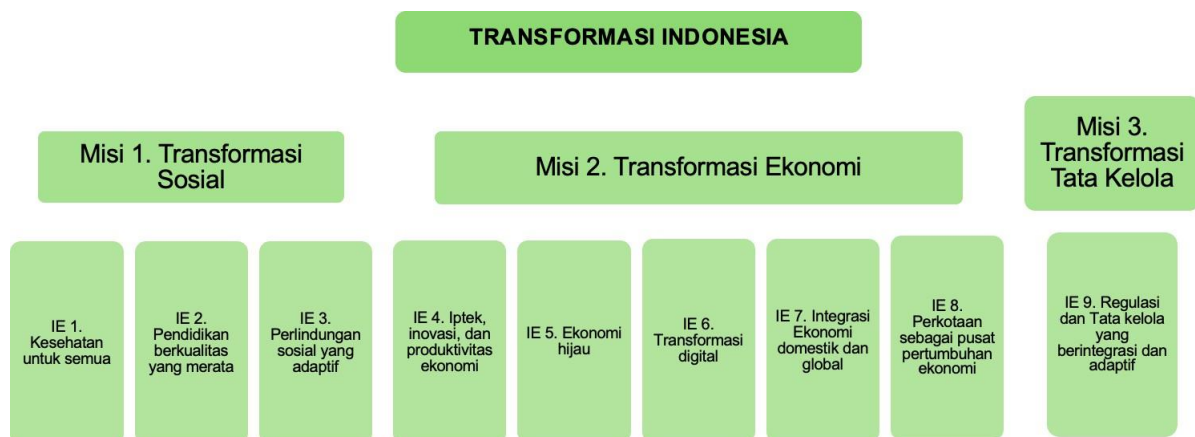 TRANSFORMASI INDONESIA
Misi 1. Transformasi
Sosial
Misi 2. Transformasi Ekonomi
Misi 3.
Transformasi
Tata Kelola
IE 1.
Kesehatan
untuk semua
IE 2.
Pendidikan
berkualitas
yang merata
IE 3.
Perlindungan
sosial yang
adaptif
IE 4. Iptek,
inovasi, dan
produktivitas
ekonomi
IE 5. Ekonomi
hijau
IE 6.
Transformasi
digital
IE 7. Integrasi
Ekonomi
domestik dan
global
IE 8.
Perkotaan
sebagai pusat
pertumbuhan
ekonomi
IE 9. Regulasi
dan Tata kelola
yang
berintegrasi dan
adaptif